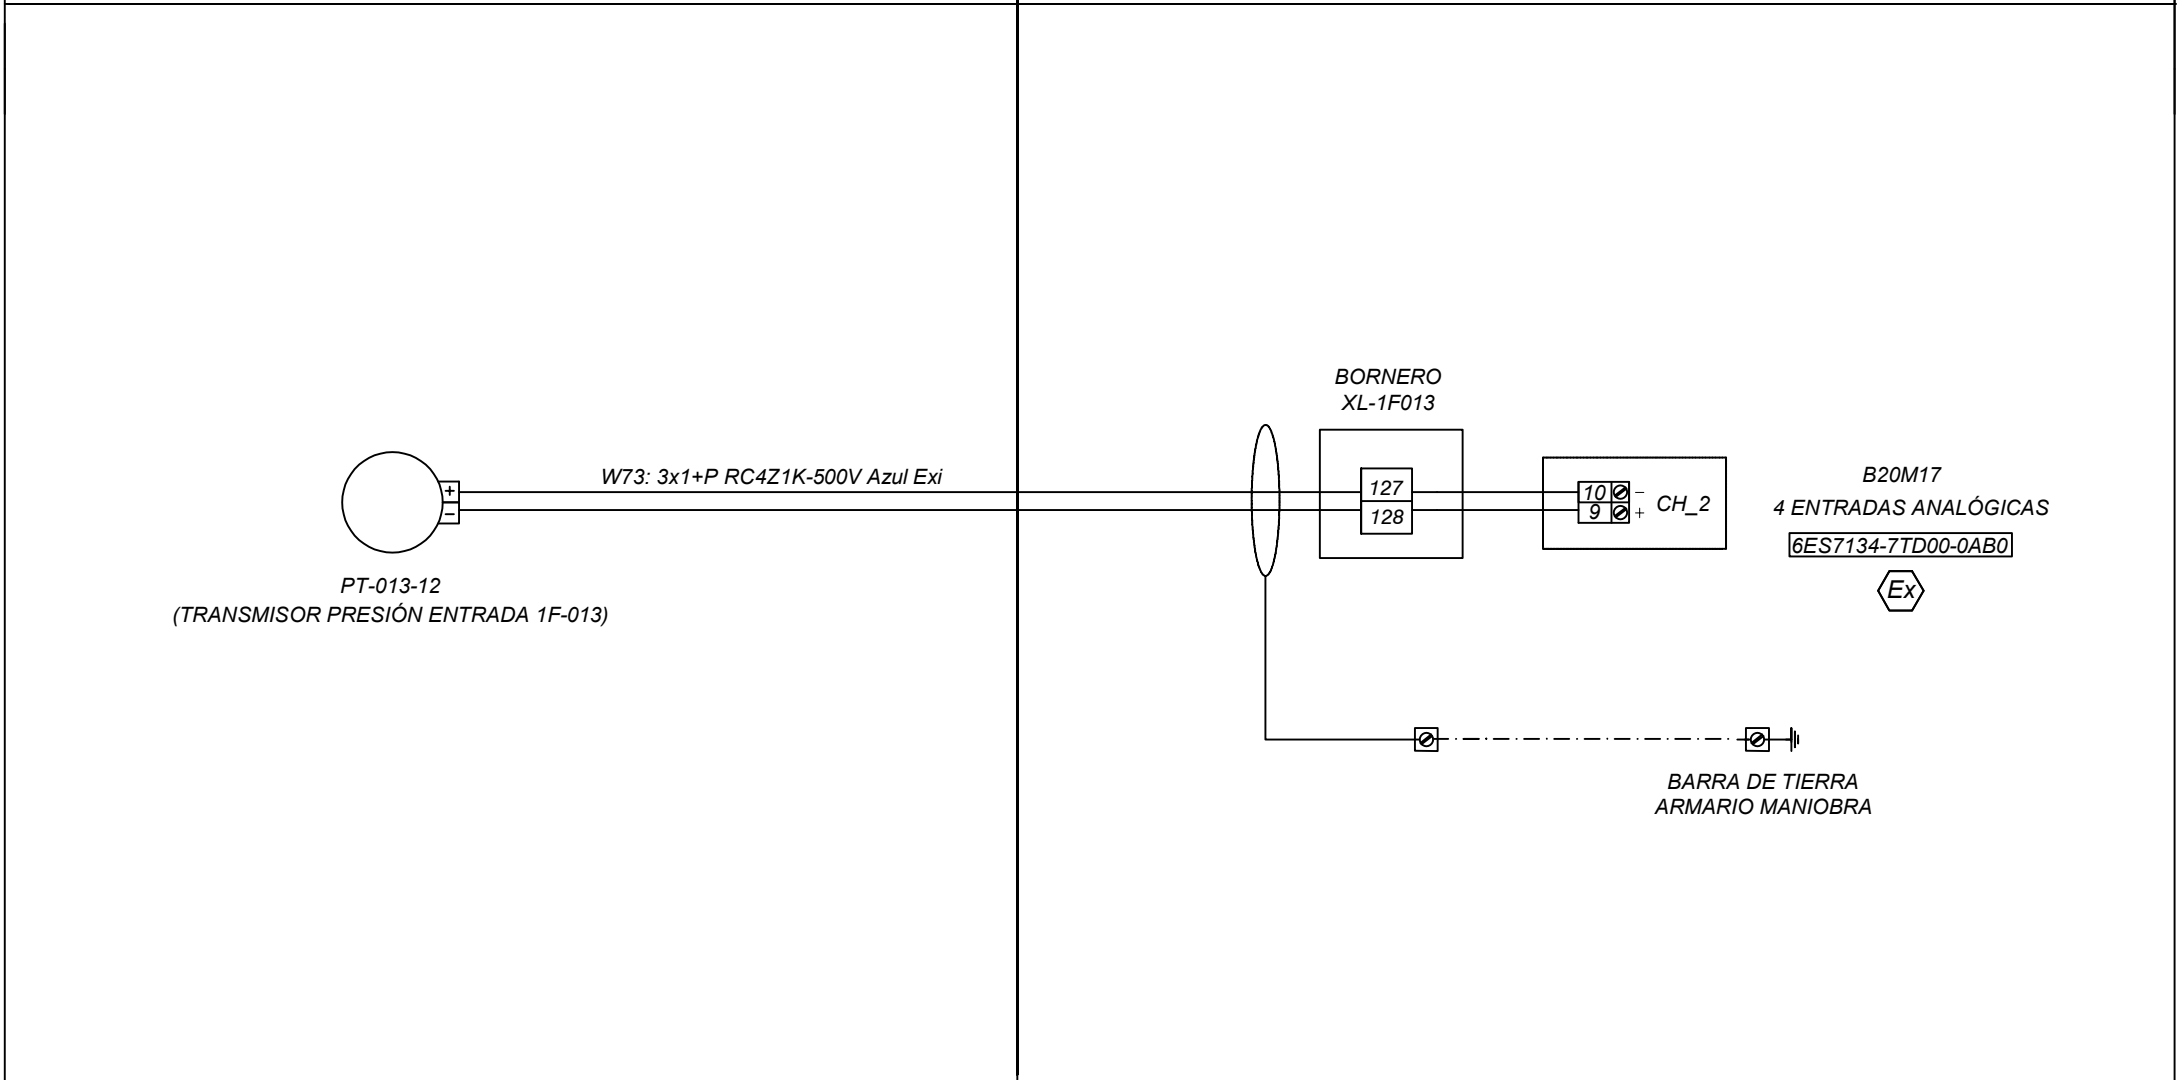 BORNERO
XL-1F013
W73: 3x1+P RC4Z1K-500V Azul Exi
+
−
127
128
10 −
9 +
CH_2
B20M17
4 ENTRADAS ANALÓGICAS
6ES7134-7TD00-0AB0
Ex
PT-013-12
(TRANSMISOR PRESIÓN ENTRADA 1F-013)
BARRA DE TIERRA
ARMARIO MANIOBRA